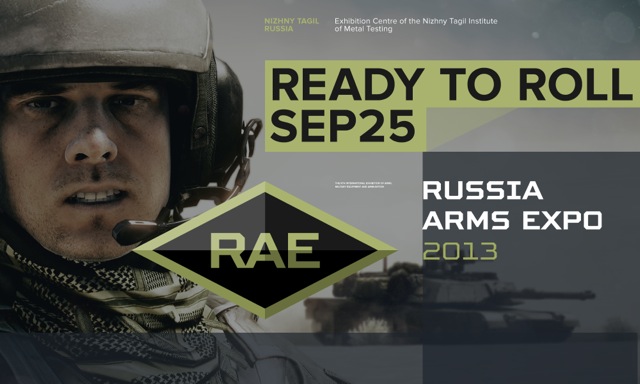 NIZHNY TAGIL
RUSSIA
Exhibition Centre of the Nizhny Tagil Institute
of Metal Testing
READY TO ROLL
SEP25
RUSSIA
ARMS EXPO
2013
RAE